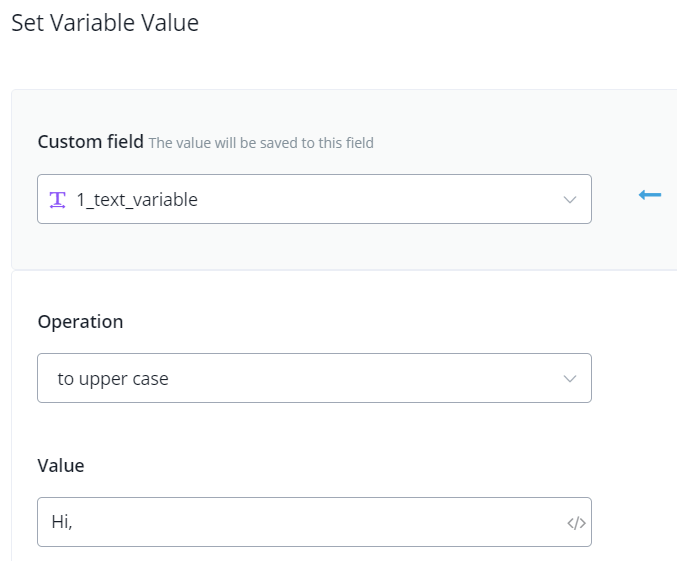 Set Variable Value
Custom field The value will be saved to this field
1_text_variable
Operation
to upper case
Value
Hi,